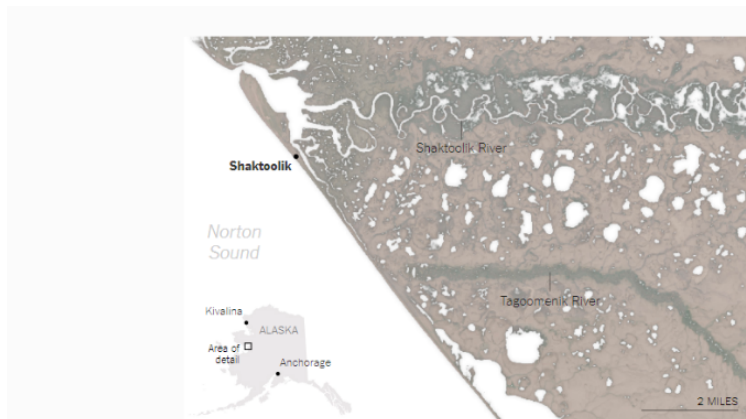 Shaktoolik River
Shaktoolik
Norton
Sound
Tagoomenik River
Kivalina
ALASKA
Area of
detail
Anchorage
2 MILES